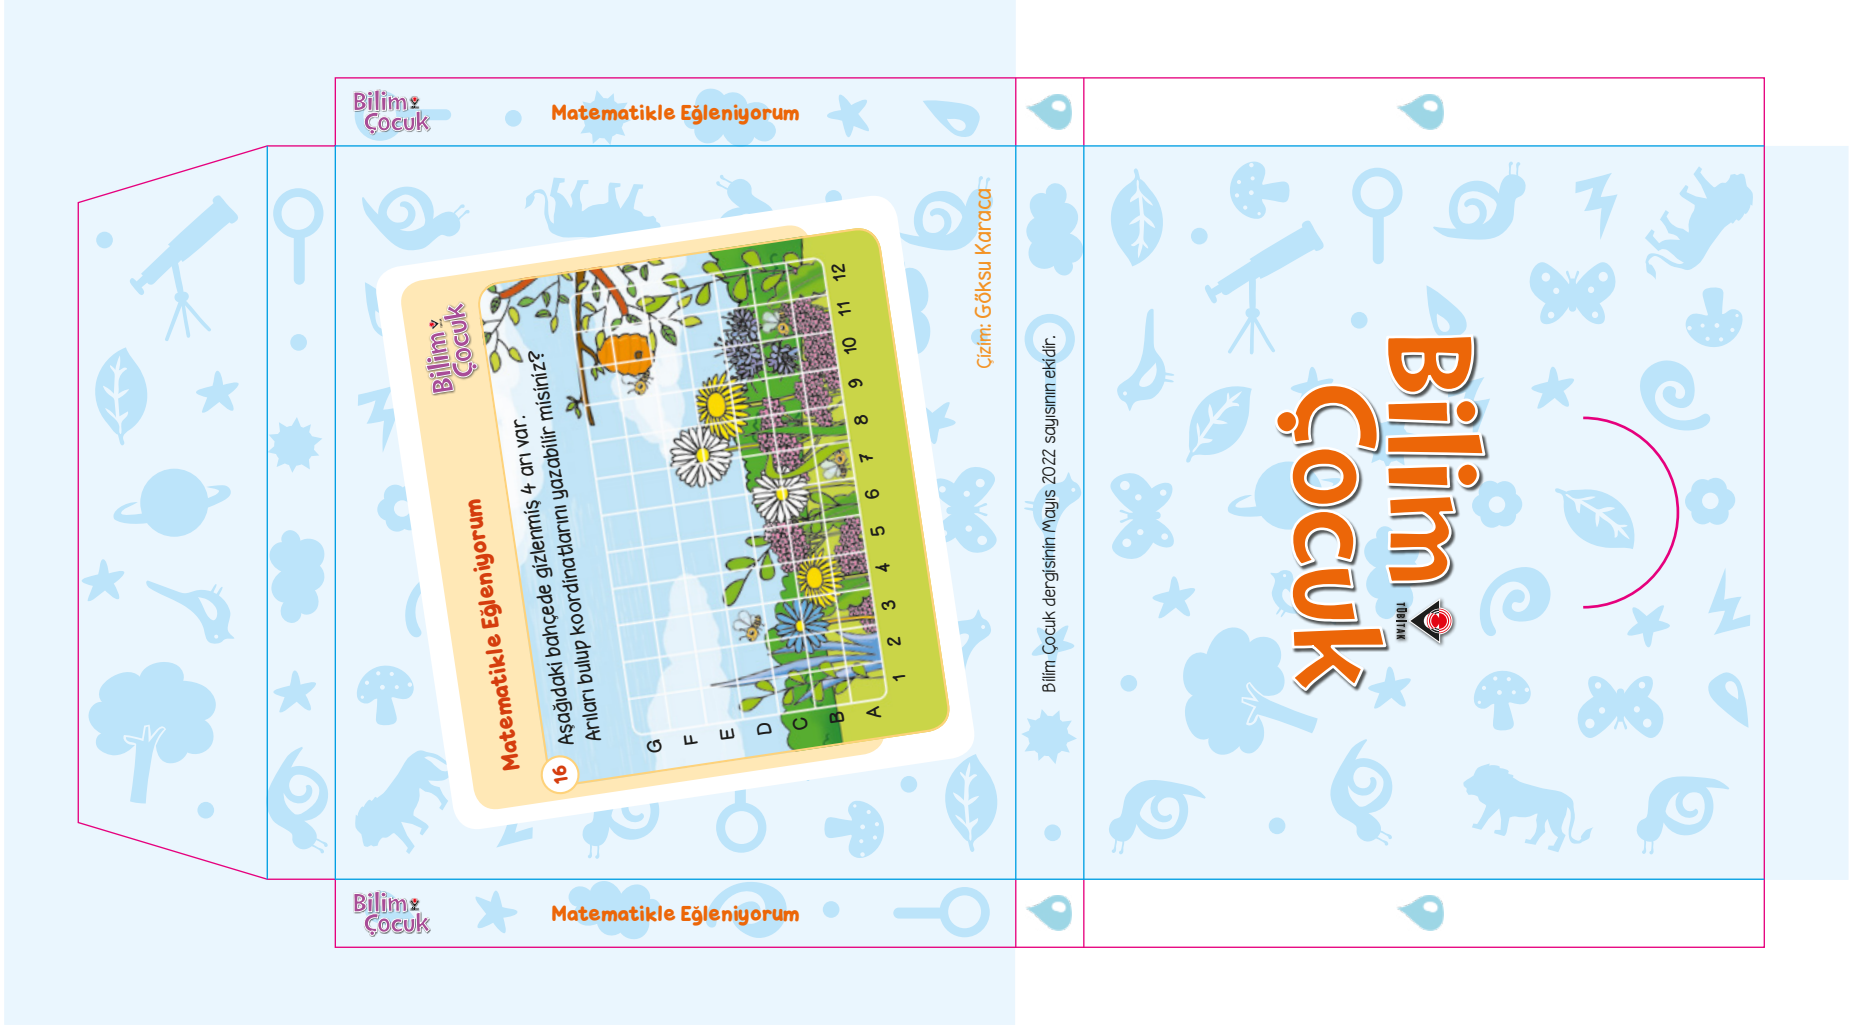 Bilim
Çocuk
Matematikle Eğleniyorum
Bilim
Çocuk
Matematikle Eğleniyorum
16
Aşağıdaki bahçede gizlenmiş 4 arı var.
Arıları bulup koordinatlarını yazabilir misiniz?
G
F
E
D
C
B
A
1 2 3 4 5 6 7 8 9 10 11 12
Çizim: Göksu Karaca
Bilim Çocuk dergisinin Mayıs 2022 sayısının ekidir.
Bilim
Çocuk
TÜBİTAK
Bilim
Çocuk
Matematikle Eğleniyorum